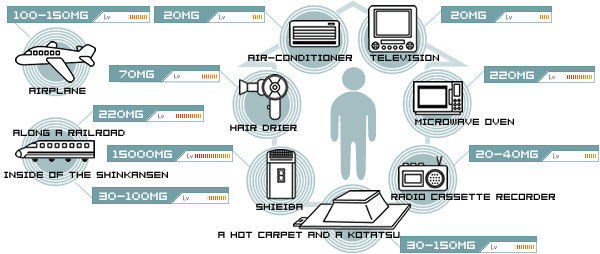 100-150MG Lv
20MG Lv
20MG Lv
AIR-CONDITIONER
TELEVISION
70MG Lv
220MG Lv
AIRPLANE
220MG Lv
HAIR DRIER
MICROWAVE OVEN
ALONG A RAILROAD
15000MG Lv
20-40MG Lv
INSIDE OF THE SHINKANSEN
30-100MG Lv
SHIEIBA
RADIO CASSETTE RECORDER
A HOT CARPET AND A KOTATSU
30-150MG Lv